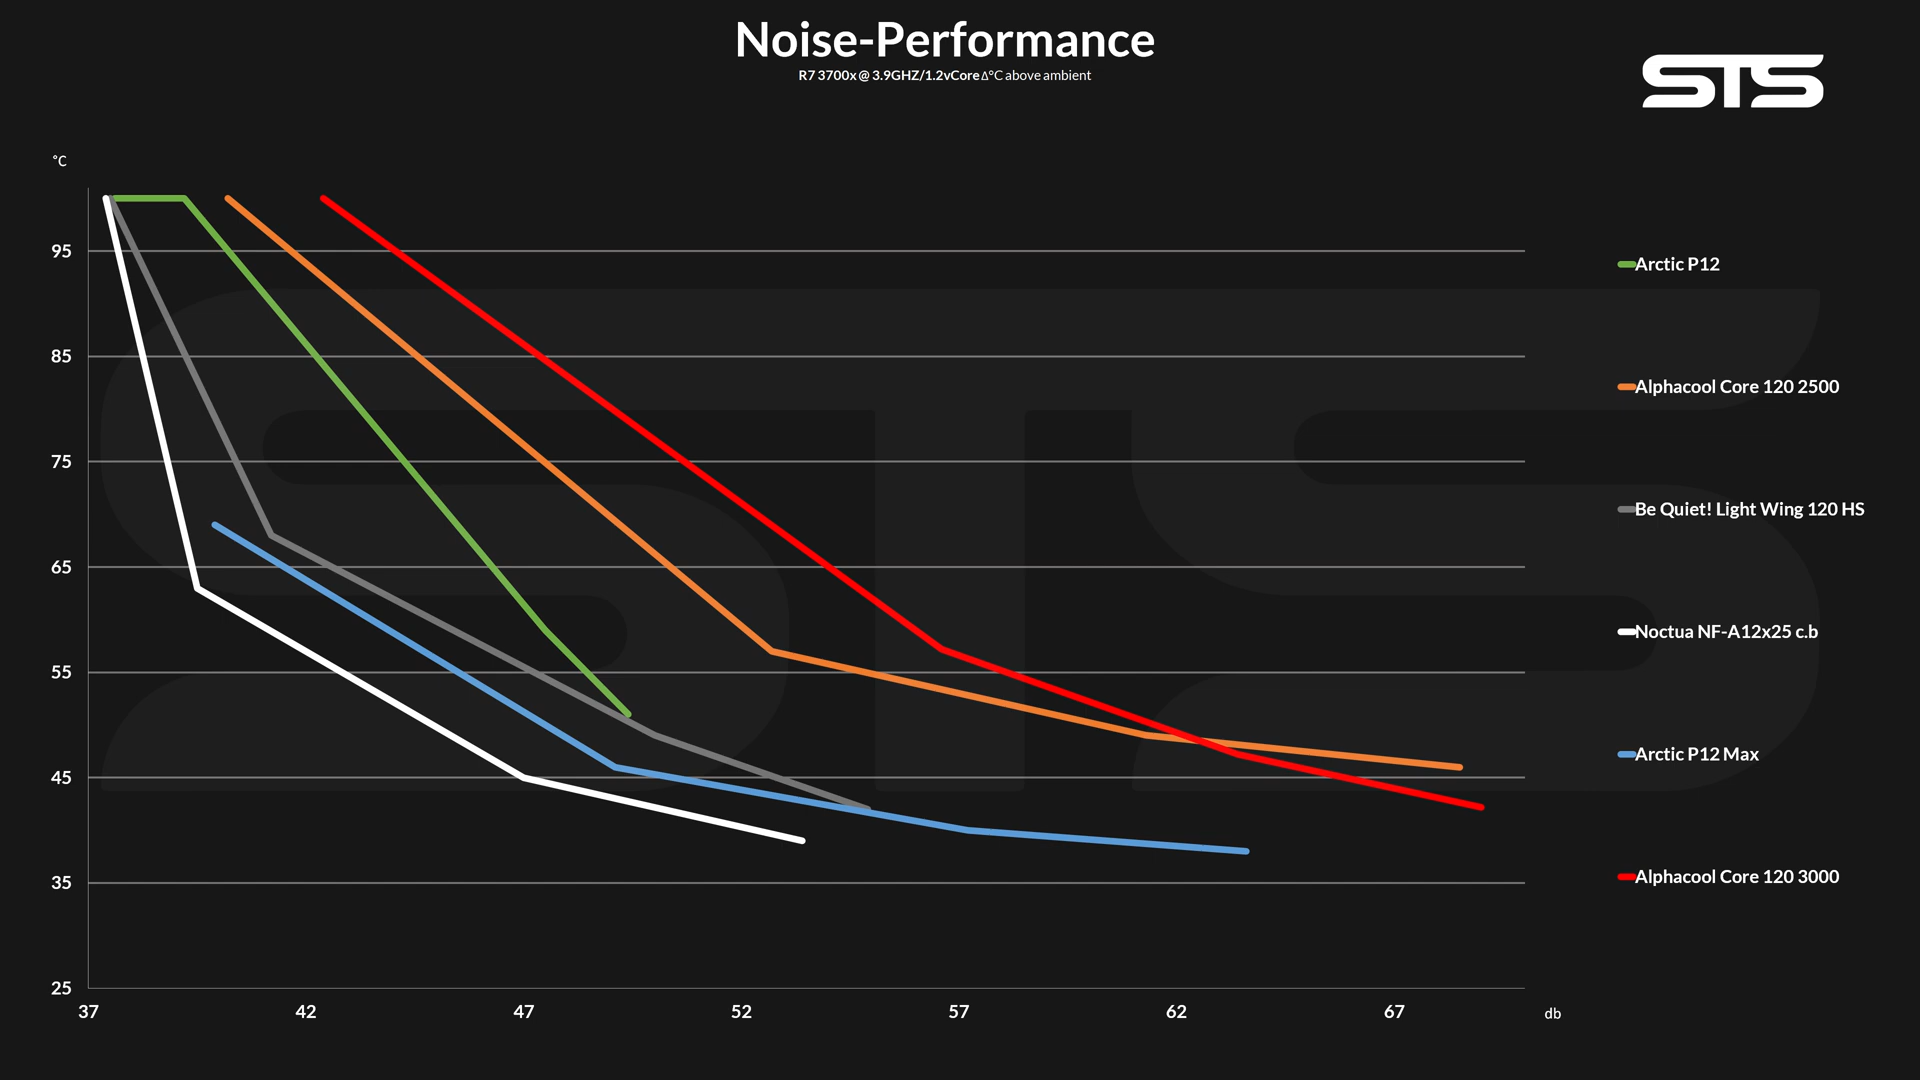 Noise-Performance
R7 3700x @ 3.9GHZ/1.2vCore Δ°C above ambient
STS
°C
95
85
75
65
55
45
35
25
37 42 47 52 57 62 67 db
Arctic P12
Alphacool Core 120 2500
Be Quiet! Light Wing 120 HS
Noctua NF-A12x25 c.b
Arctic P12 Max
Alphacool Core 120 3000
STS